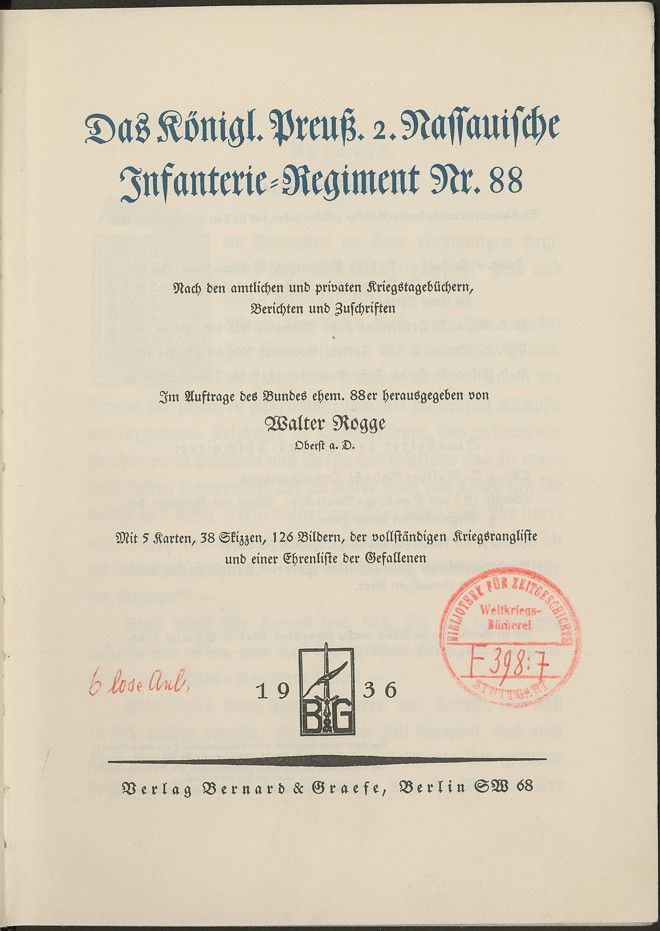 Das Königl. Preuß. 2. Nassauische
Infanterie-Regiment Nr. 88
Nach den amtlichen und privaten Kriegstagebüchern,
Berichten und Zuschriften
Im Auftrage des Bundes ehem. 88er herausgegeben von
Walter Rogge
Oberst a. D.
Mit 5 Karten, 38 Skizzen, 126 Bildern, der vollständigen Kriegsrangliste
und einer Ehrenliste der Gefallenen
BIBLIOTHEK FÜR ZEITGESCHICHTE
Weltkriegs-
Bücherei
F 398:7
STUTTGART
6 lose Anl.
19 36
BG
Verlag Bernard & Graefe, Berlin SW 68